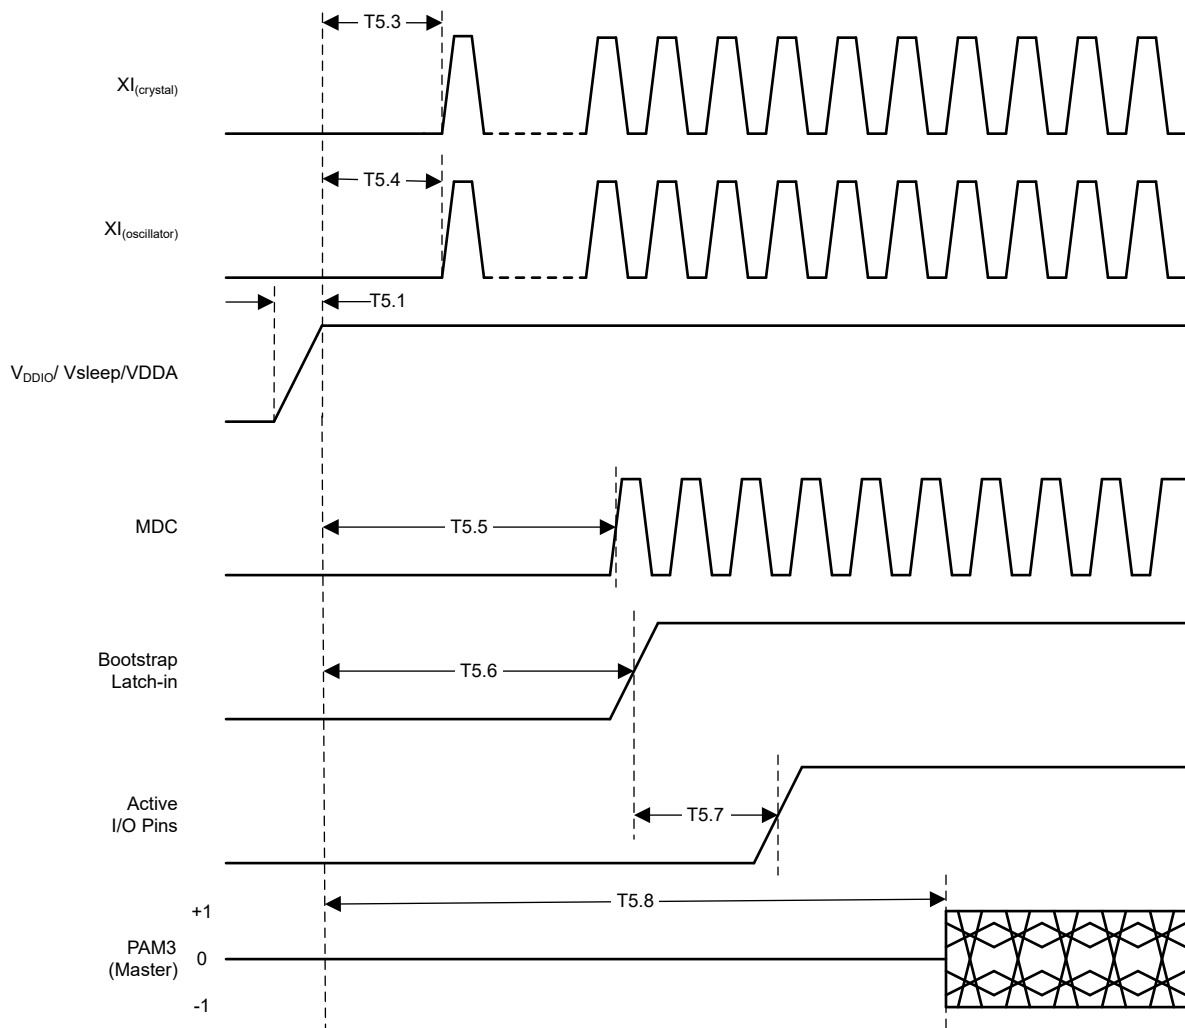 T5.3
XI(crystal)
T5.4
XI(oscillator)
T5.1
VDDIO/ Vsleep/VDDA
MDC
T5.5
Bootstrap
Latch-in
T5.6
Active
I/O Pins
T5.7
T5.8
+1
PAM3
(Master)
0
-1